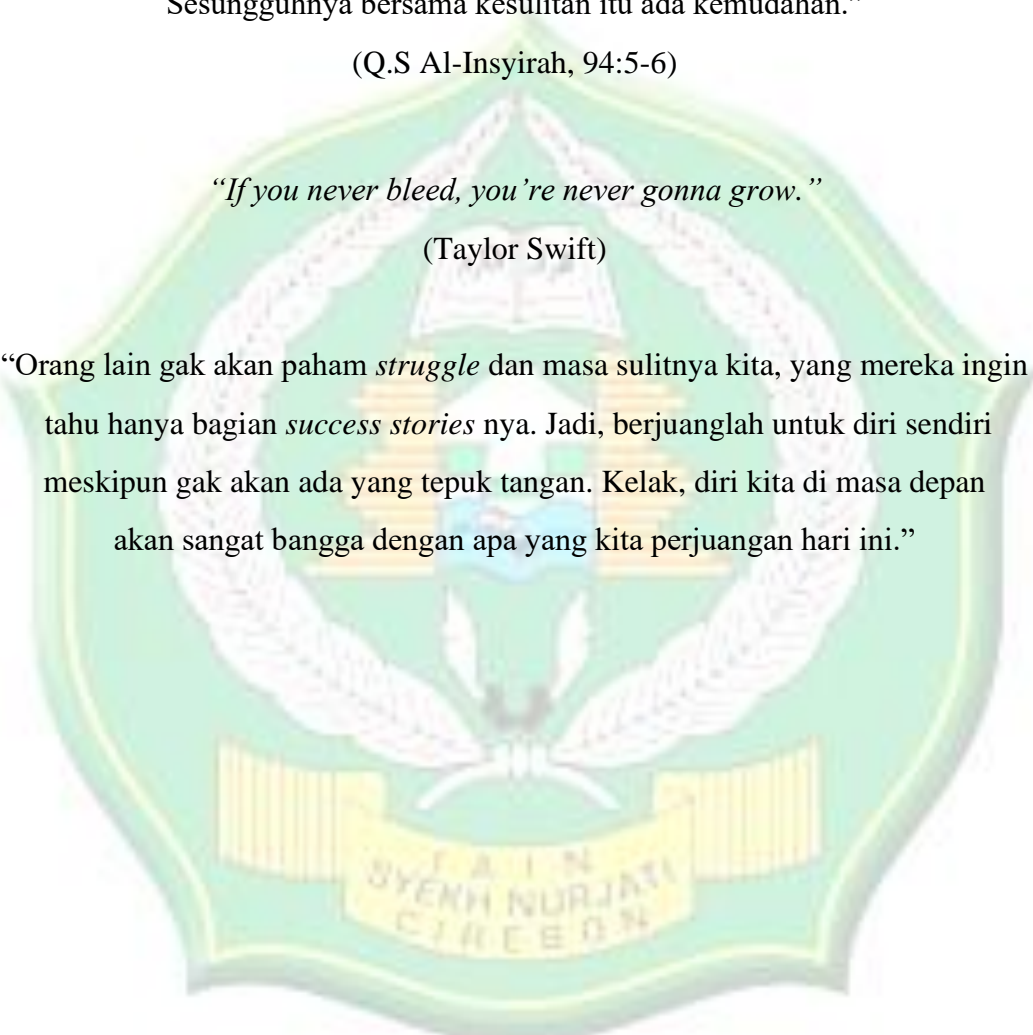 Sesungguhnya bersama kesulitan itu ada kemudahan.”
(Q.S Al-Insyirah, 94:5-6)
“If you never bleed, you’re never gonna grow.”
(Taylor Swift)
“Orang lain gak akan paham struggle dan masa sulitnya kita, yang mereka ingin
tahu hanya bagian success stories nya. Jadi, berjuanglah untuk diri sendiri
meskipun gak akan ada yang tepuk tangan. Kelak, diri kita di masa depan
akan sangat bangga dengan apa yang kita perjuangan hari ini.”
IAIN
SYEKH NURJATI
CIREBON